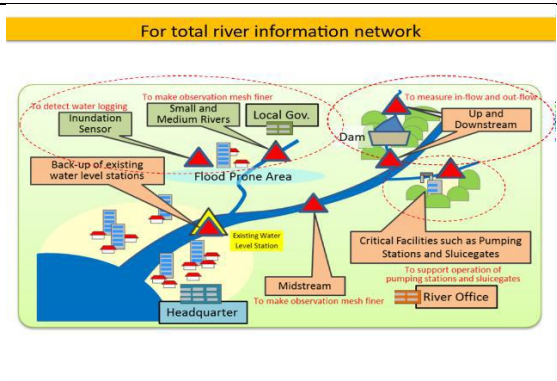 For total river information network
To detect water logging
To make observation mesh finer
To measure in-flow and out-flow
Inundation
Sensor
Small and
Medium Rivers
Local Gov.
Up and
Downstream
Dam
Back-up of existing
water level stations
Flood Prone Area
Existing Water
Level Station
Critical Facilities such as Pumping
Stations and Sluicegates
Midstream
To make observation mesh finer
To support operation of
pumping stations and sluicegates
River Office
Headquarter